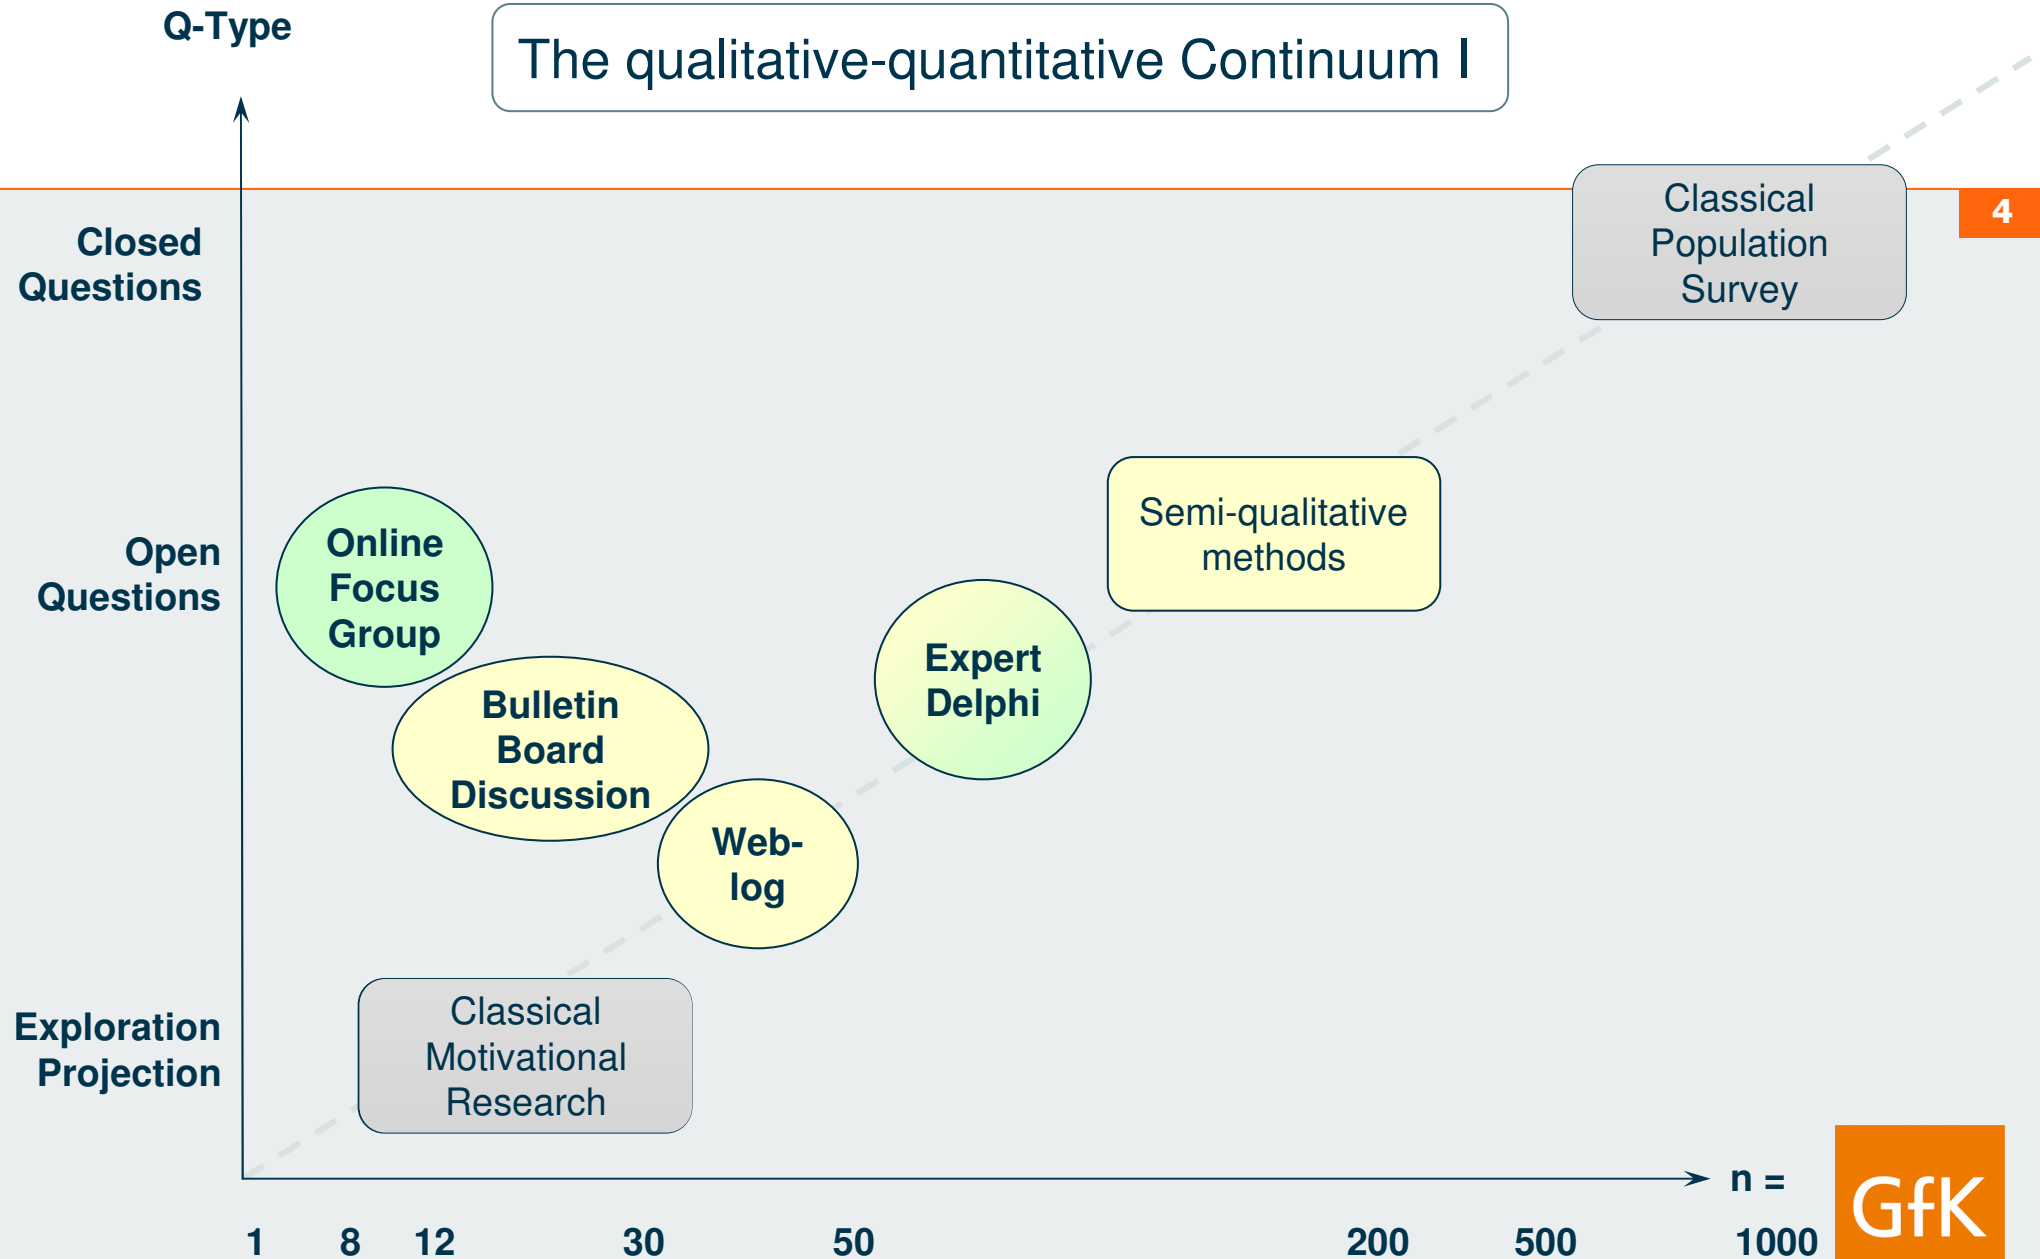 Q-Type
The qualitative-quantitative Continuum I
4
Closed
Questions
Classical
Population
Survey
Open
Questions
Online
Focus
Group
Semi-qualitative
methods
Bulletin
Board
Discussion
Expert
Delphi
Web-
log
Exploration
Projection
Classical
Motivational
Research
n =
1 8 12 30 50 200 500 1000
GfK